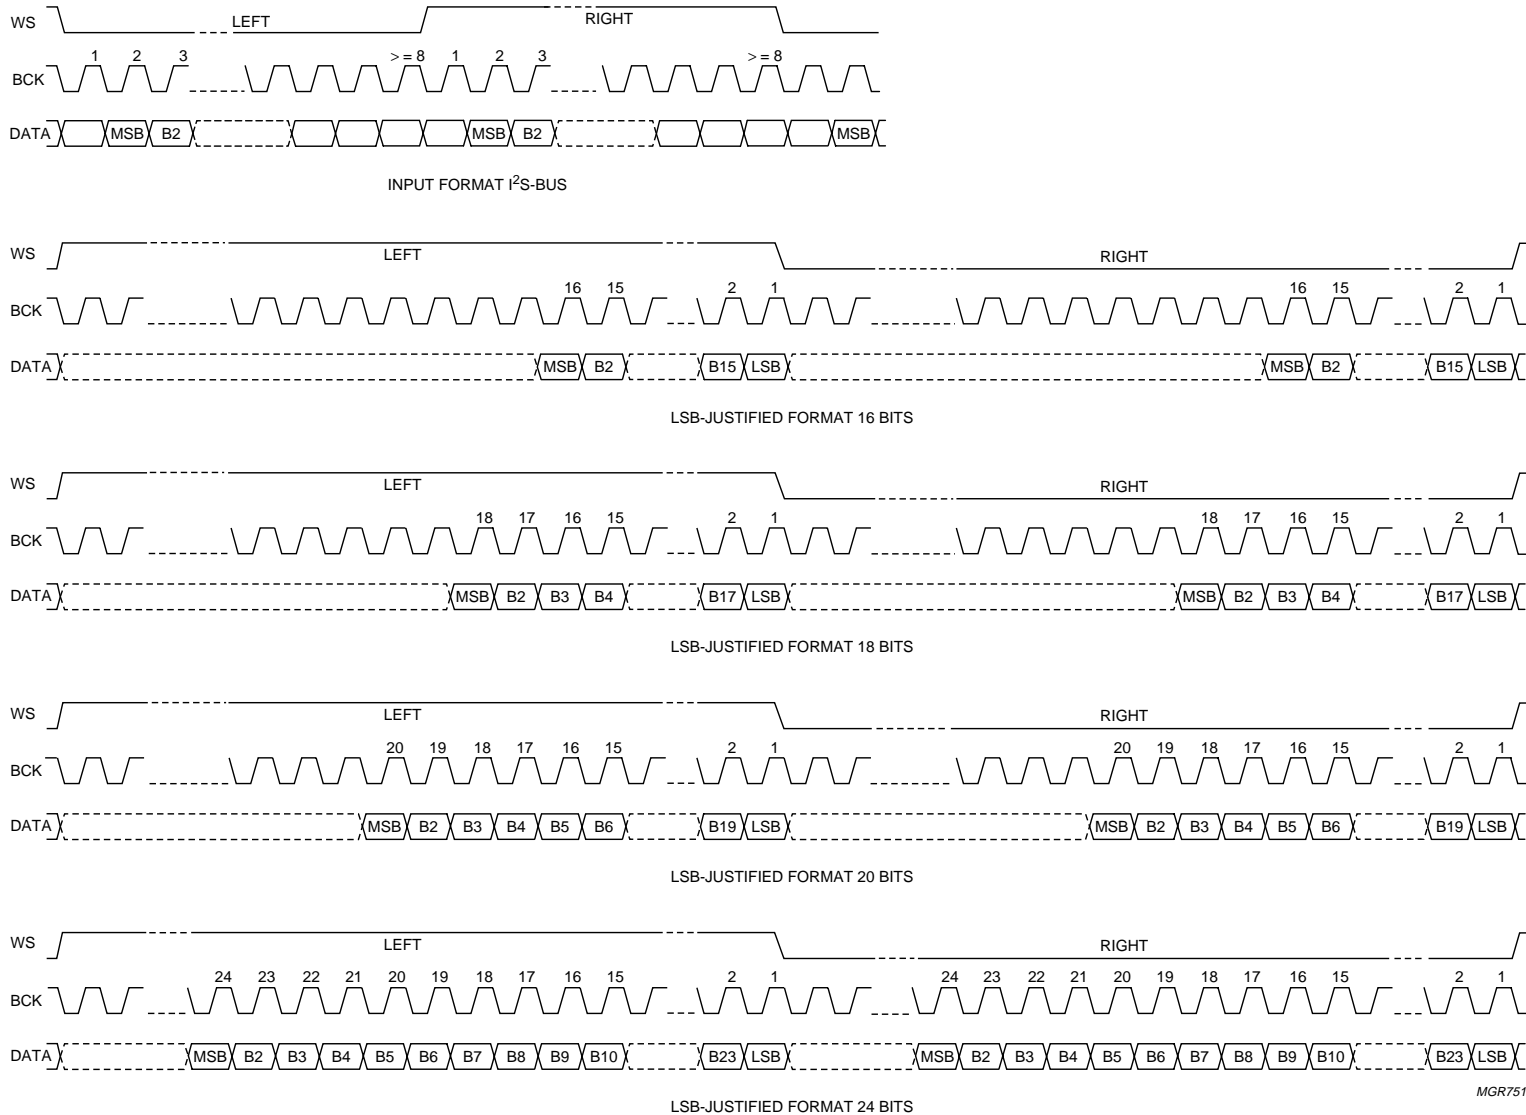 WS LEFT RIGHT
1 2 3 > = 8 1 2 3 > = 8
BCK
DATA MSB B2 MSB B2 MSB
INPUT FORMAT I²S-BUS
WS LEFT RIGHT
16 15 2 1 16 15 2 1
BCK
DATA MSB B2 B15 LSB MSB B2 B15 LSB
LSB-JUSTIFIED FORMAT 16 BITS
WS LEFT RIGHT
18 17 16 15 2 1 18 17 16 15 2 1
BCK
DATA MSB B2 B3 B4 B17 LSB MSB B2 B3 B4 B17 LSB
LSB-JUSTIFIED FORMAT 18 BITS
WS LEFT RIGHT
20 19 18 17 16 15 2 1 20 19 18 17 16 15 2 1
BCK
DATA MSB B2 B3 B4 B5 B6 B19 LSB MSB B2 B3 B4 B5 B6 B19 LSB
LSB-JUSTIFIED FORMAT 20 BITS
WS LEFT RIGHT
24 23 22 21 20 19 18 17 16 15 2 1 24 23 22 21 20 19 18 17 16 15 2 1
BCK
DATA MSB B2 B3 B4 B5 B6 B7 B8 B9 B10 B23 LSB MSB B2 B3 B4 B5 B6 B7 B8 B9 B10 B23 LSB
MGR751
LSB-JUSTIFIED FORMAT 24 BITS